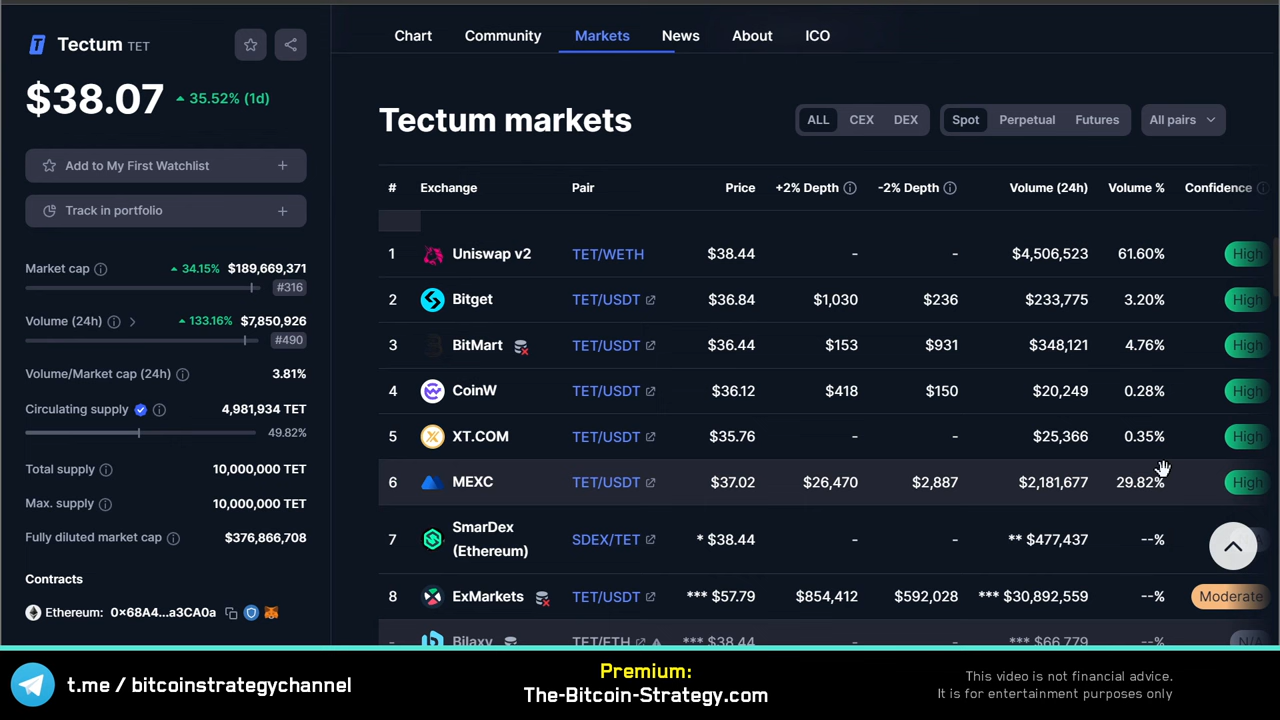 Tectum TET
$38.07 35.52% (1d)
Add to My First Watchlist
Track in portfolio
Market cap 34.15% $189,669,371
#316
Volume (24h) 133.16% $7,850,926
#490
Volume/Market cap (24h) 3.81%
Circulating supply 4,981,934 TET
49.82%
Total supply 10,000,000 TET
Max. supply 10,000,000 TET
Fully diluted market cap $376,866,708
Contracts
Ethereum: 0x68A4...a3CA0a
Chart Community Markets News About ICO
Tectum markets
ALL CEX DEX Spot Perpetual Futures All pairs
# Exchange Pair Price +2% Depth -2% Depth Volume (24h) Volume % Confidence
1 Uniswap v2 TET/WETH $38.44 - - $4,506,523 61.60% High
2 Bitget TET/USDT $36.84 $1,030 $236 $233,775 3.20% High
3 BitMart TET/USDT $36.44 $153 $931 $348,121 4.76% High
4 CoinW TET/USDT $36.12 $418 $150 $20,249 0.28% High
5 XT.COM TET/USDT $35.76 - - $25,366 0.35% High
6 MEXC TET/USDT $37.02 $26,470 $2,887 $2,181,677 29.82% High
7 SmarDex (Ethereum) SDEX/TET * $38.44 - - ** $477,437 --%
8 ExMarkets TET/USDT *** $57.79 $854,412 $592,028 *** $30,892,559 --% Moderate
- Bilaxy TET/ETH *** $38.44 - - *** $66,779 --% N/A
t.me / bitcoinstrategychannel
Premium:
The-Bitcoin-Strategy.com
This video is not financial advice.
It is for entertainment purposes only